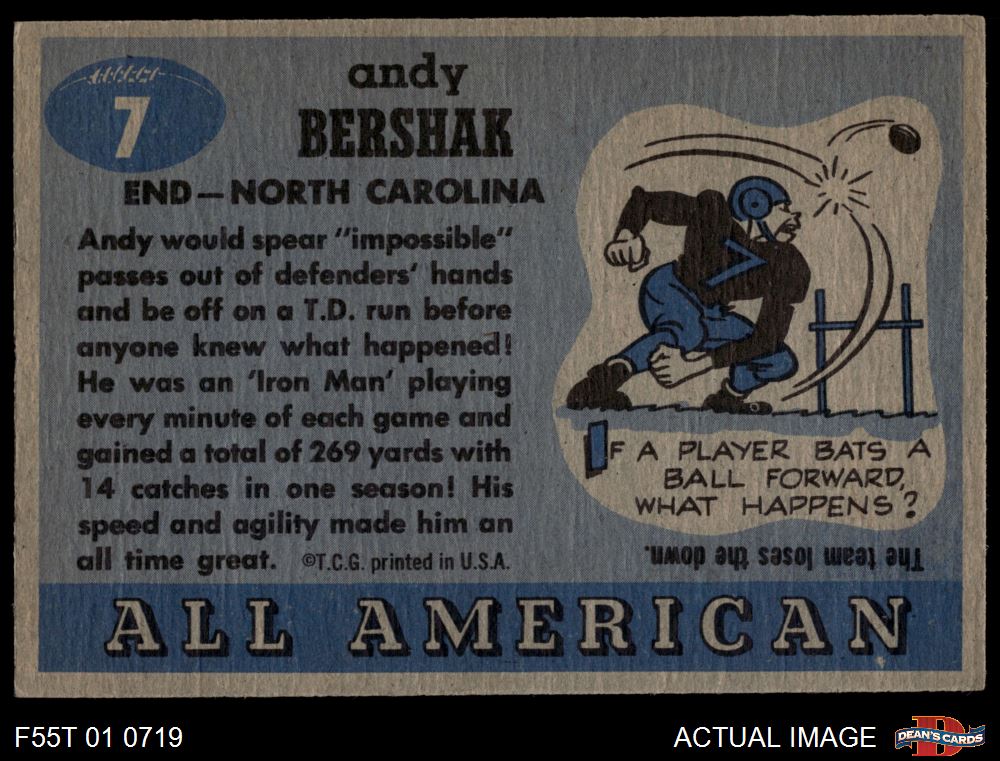 7
andy
BERSHAK
END—NORTH CAROLINA
Andy would spear "impossible"
passes out of defenders' hands
and be off on a T.D. run before
anyone knew what happened!
He was an 'Iron Man' playing
every minute of each game and
gained a total of 269 yards with
14 catches in one season! His
speed and agility made him an
all time great. ©T.C.G. printed in U.S.A.
7
IF A PLAYER BATS A
BALL FORWARD,
WHAT HAPPENS?
The team loses the down.
ALL AMERICAN
F55T 01 0719
ACTUAL IMAGE
DEAN'S CARDS